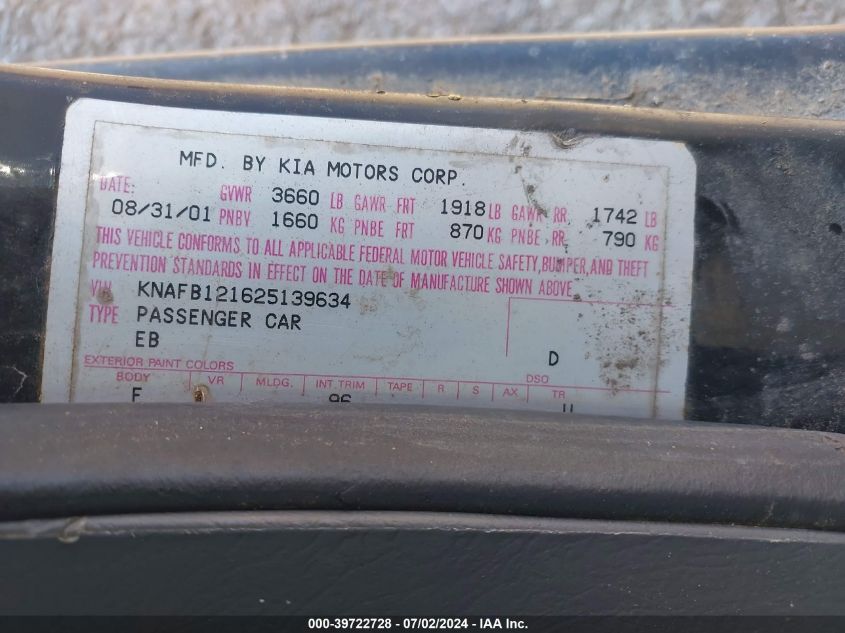 MFD. BY KIA MOTORS CORP.
DATE: GVWR 3660 LB GAWR FRT 1918 LB GAWR RR, 1742 LB
08/31/01 PNBV 1660 KG PNBE FRT 870 KG PNBE RR, 790 KG
THIS VEHICLE CONFORMS TO ALL APPLICABLE FEDERAL MOTOR VEHICLE SAFETY, BUMPER, AND THEFT
PREVENTION STANDARDS IN EFFECT ON THE DATE OF MANUFACTURE SHOWN ABOVE.
VIN KNAFB121625139634
TYPE PASSENGER CAR
EB D
EXTERIOR PAINT COLORS DSO
BODY VR MLDG. INT TRIM TAPE R S AX TR
F 96
000-39722728 - 07/02/2024 - IAA Inc.